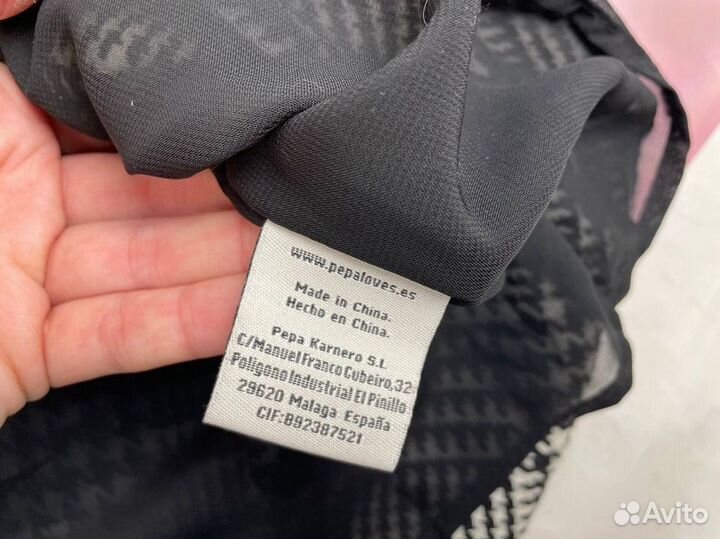 www.pepaloves.es
Made in China.
Hecho en China.
Pepa Karnero S.L
C/Manuel Franco Cubeiro,32
Poligono Industrial El Pinillo
29620 Malaga España
CIF:B92387521
Avito